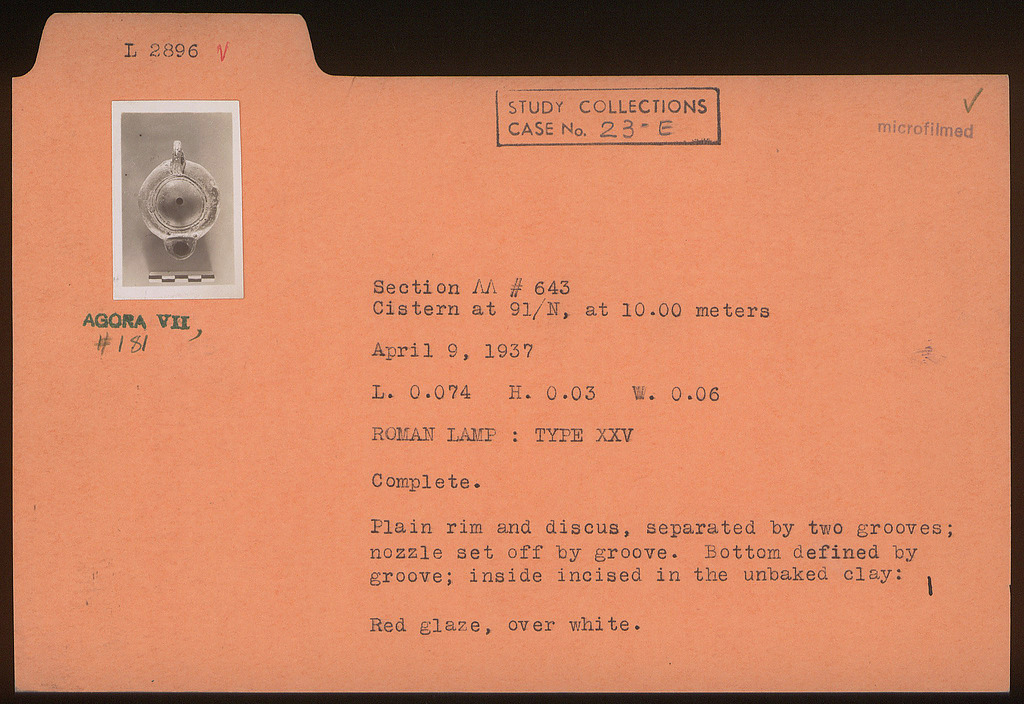 L 2896 √
STUDY COLLECTIONS
CASE No. 23-E
✓
microfilmed
AGORA VII,
#181
Section ΛΛ # 643
Cistern at 91/N, at 10.00 meters
April 9, 1937
L. 0.074 H. 0.03 W. 0.06
ROMAN LAMP : TYPE XXV
Complete.
Plain rim and discus, separated by two grooves;
nozzle set off by groove. Bottom defined by
groove; inside incised in the unbaked clay: I
Red glaze, over white.